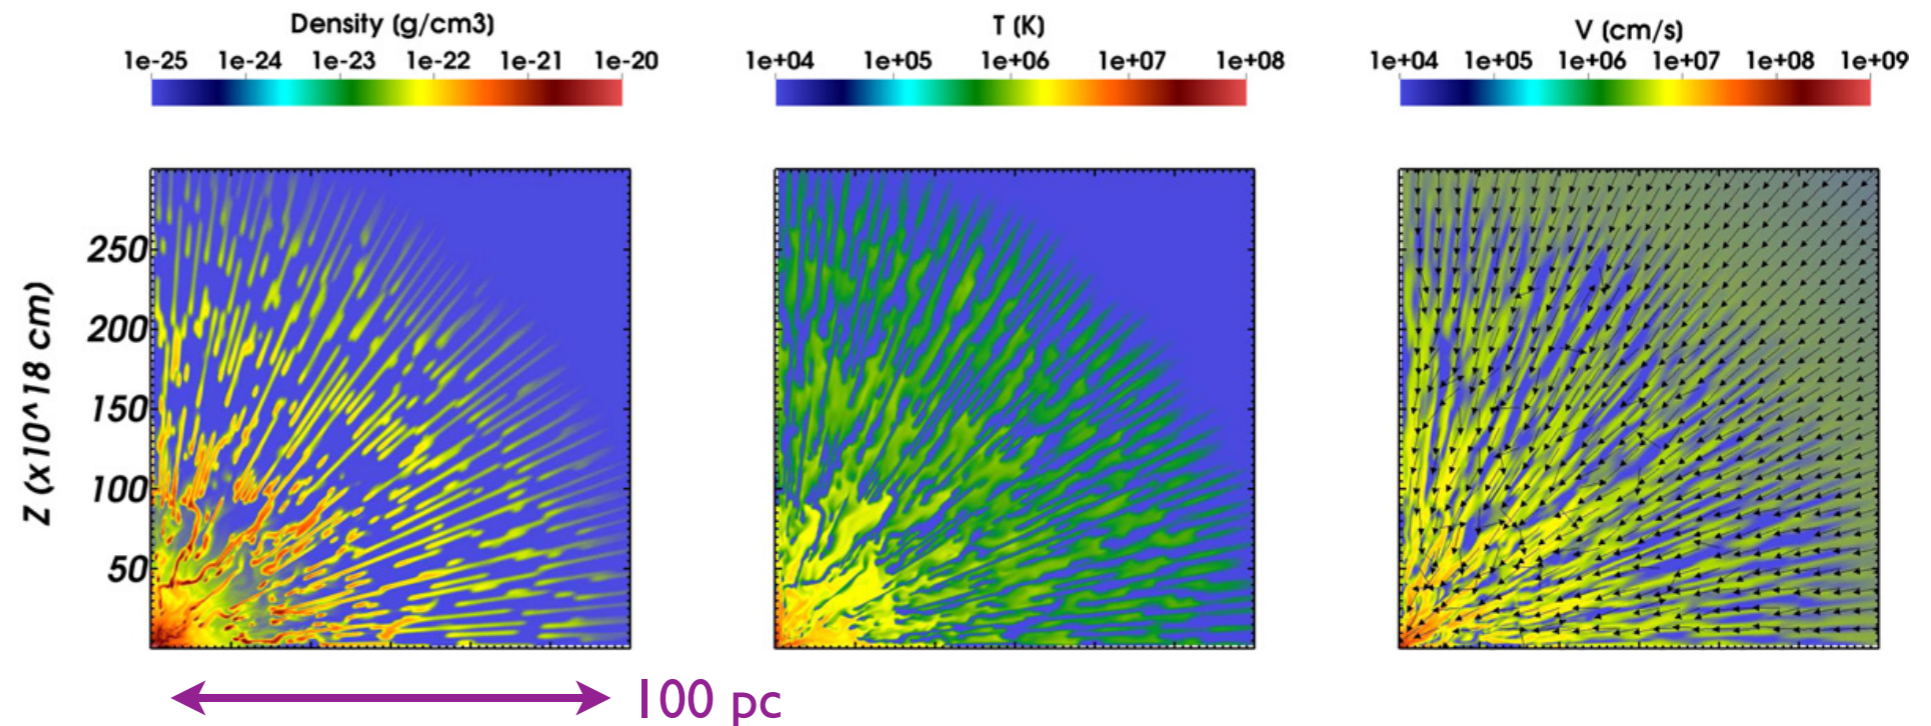 Density (g/cm3)
1e-25 1e-24 1e-23 1e-22 1e-21 1e-20
T (K)
1e+04 1e+05 1e+06 1e+07 1e+08
V (cm/s)
1e+04 1e+05 1e+06 1e+07 1e+08 1e+09
Z (x10^18 cm)
250
200
150
100
50
100 pc